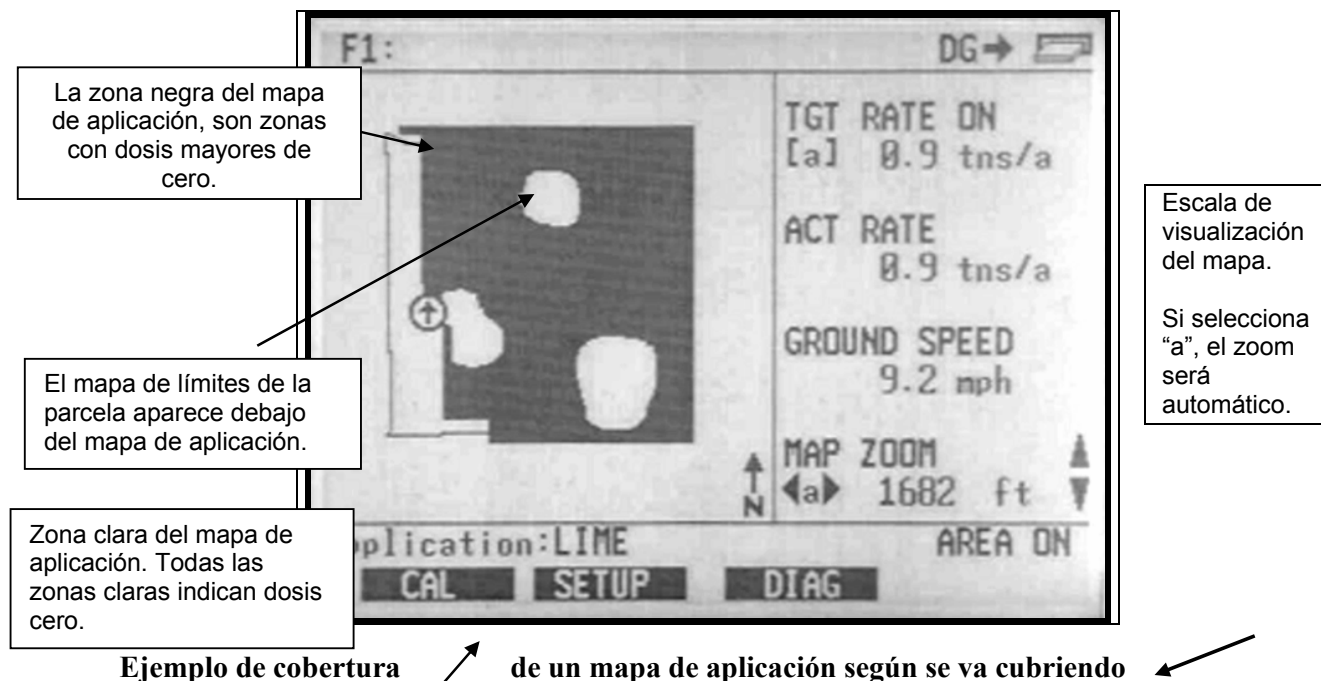 F1:
DG
La zona negra del mapa
de aplicación, son zonas
con dosis mayores de
cero.
TGT RATE ON
[a] 0.9 tns/a
ACT RATE
0.9 tns/a
GROUND SPEED
9.2 mph
MAP ZOOM
a 1682 ft
N
Escala de
visualización
del mapa.
Si selecciona
“a”, el zoom
será
automático.
El mapa de límites de la
parcela aparece debajo
del mapa de aplicación.
Zona clara del mapa de
aplicación. Todas las
zonas claras indican dosis
cero.
pplication:LIME
AREA ON
CAL SETUP DIAG
Ejemplo de cobertura de un mapa de aplicación según se va cubriendo